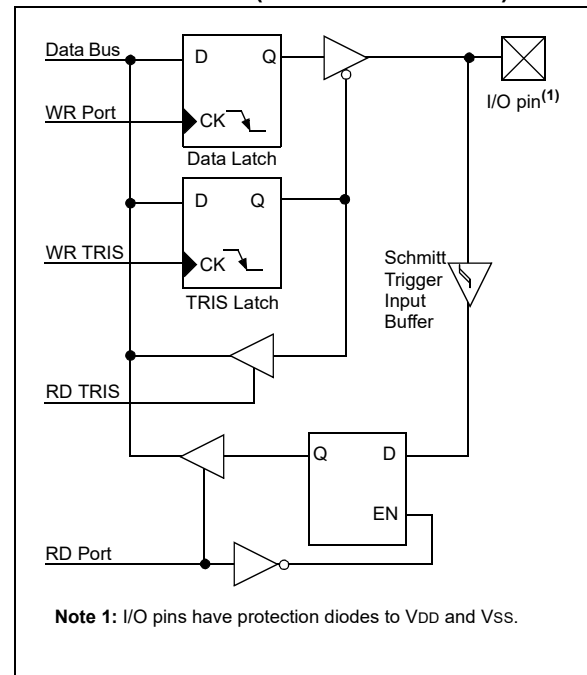 Data Bus
D Q
WR Port
CK
Data Latch
I/O pin(1)
D Q
WR TRIS
CK
TRIS Latch
Schmitt
Trigger
Input
Buffer
RD TRIS
Q D
EN
RD Port
Note 1: I/O pins have protection diodes to VDD and VSS.